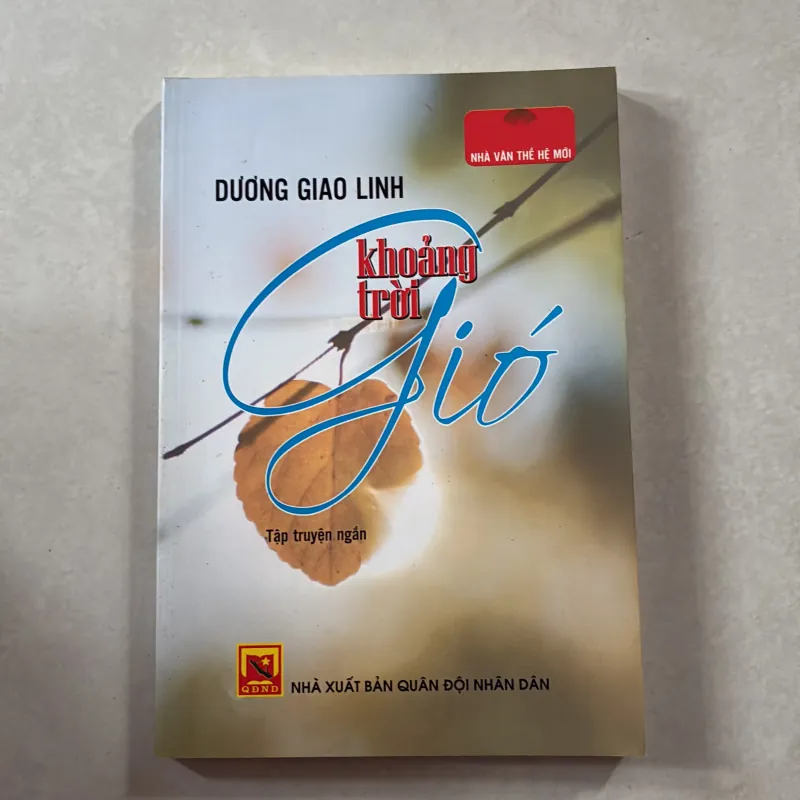 NHÀ VĂN THẾ HỆ MỚI
DƯƠNG GIAO LINH
khoảng
trời
Gió
Tập truyện ngắn
QĐND
NHÀ XUẤT BẢN QUÂN ĐỘI NHÂN DÂN